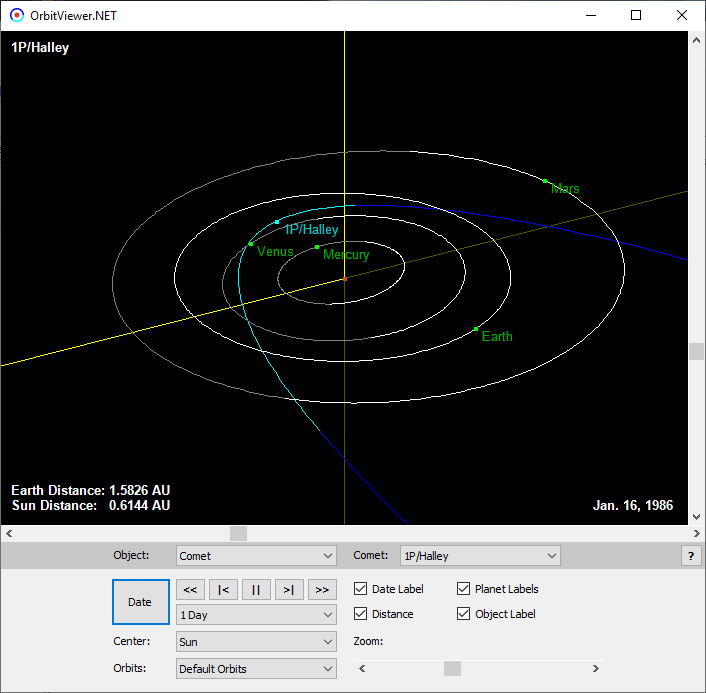 OrbitViewer.NET
1P/Halley
Mars
1P/Halley
Venus
Mercury
Earth
Earth Distance: 1.5826 AU
Sun Distance: 0.6144 AU
Jan. 16, 1986
Object: Comet Comet: 1P/Halley ?
Date << |< || >| >> Date Label Planet Labels
1 Day Distance Object Label
Center: Sun Zoom:
Orbits: Default Orbits